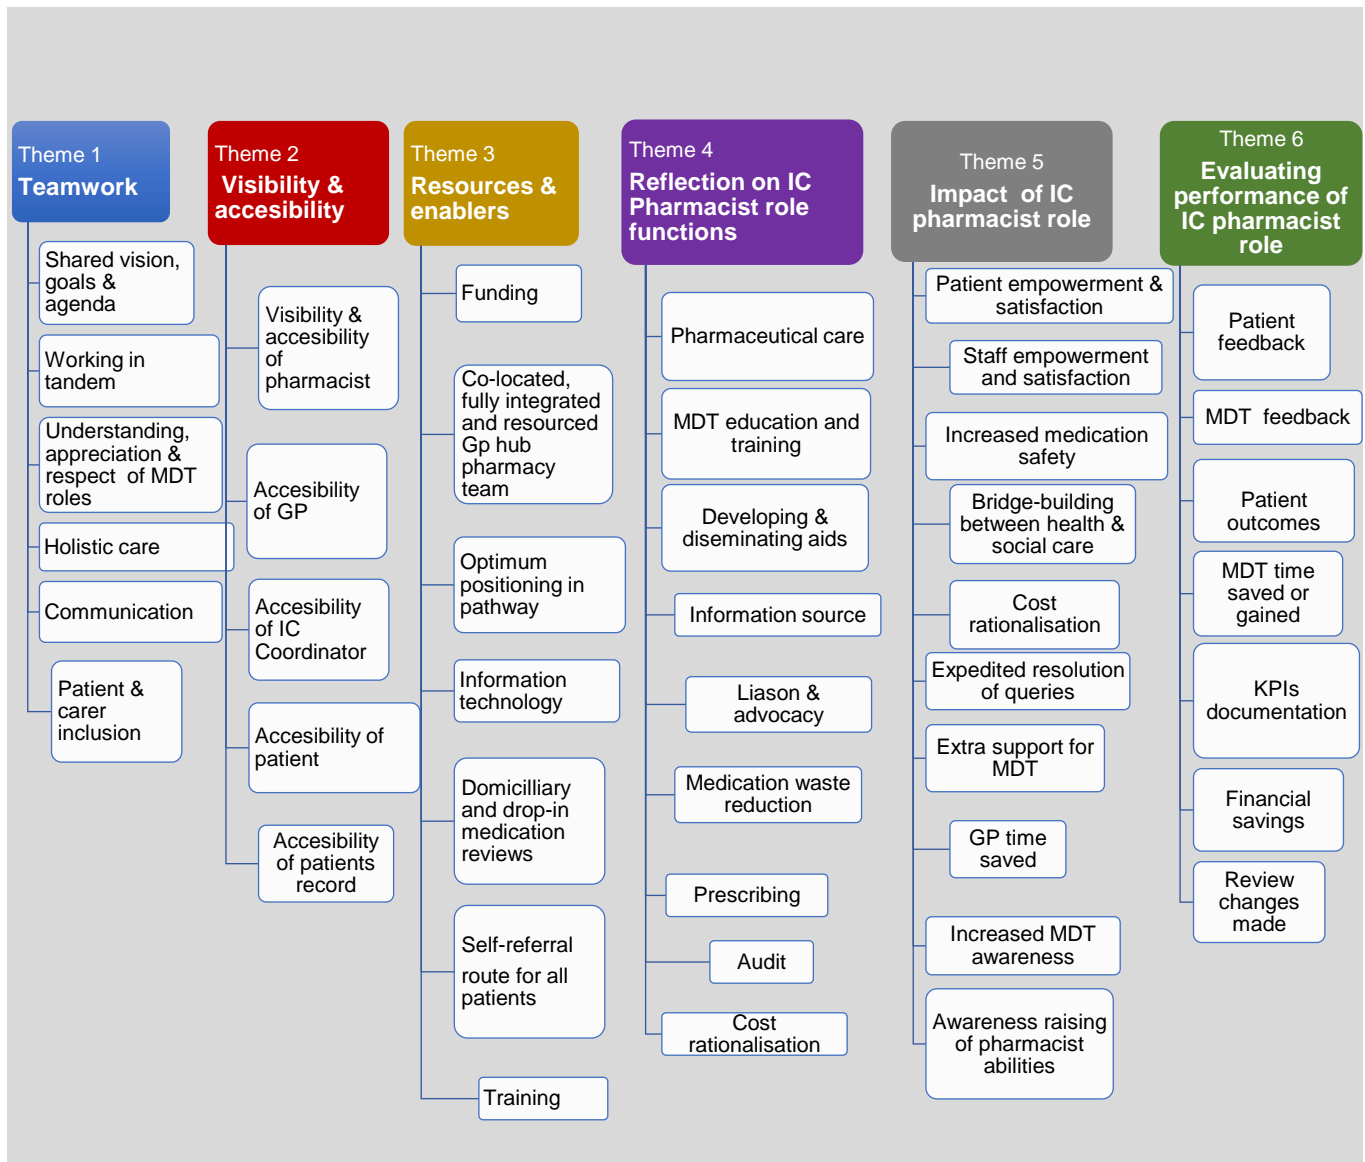 Theme 1
Teamwork
Shared vision,
goals &
agenda
Working in
tandem
Understanding,
appreciation &
respect of MDT
roles
Holistic care
Communication
Patient &
carer
inclusion
Theme 2
Visibility &
accesibility
Visibility &
accesibility
of
pharmacist
Accesibility
of GP
Accesibility
of IC
Coordinator
Accesibility of
patient
Accesibility
of patients
record
Theme 3
Resources &
enablers
Funding
Co-located,
fully integrated
and resourced
Gp hub
pharmacy
team
Optimum
positioning in
pathway
Information
technology
Domicilliary
and drop-in
medication
reviews
Self-referral
route for all
patients
Training
Theme 4
Reflection on IC
Pharmacist role
functions
Pharmaceutical care
MDT education and
training
Developing &
diseminating aids
Information source
Liason &
advocacy
Medication waste
reduction
Prescribing
Audit
Cost
rationalisation
Theme 5
Impact of IC
pharmacist role
Patient empowerment &
satisfaction
Staff empowerment
and satisfaction
Increased medication
safety
Bridge-building
between health &
social care
Cost
rationalisation
Expedited resolution
of queries
Extra support for
MDT
GP time
saved
Increased MDT
awareness
Awareness raising
of pharmacist
abilities
Theme 6
Evaluating
performance of
IC pharmacist
role
Patient
feedback
MDT feedback
Patient
outcomes
MDT time
saved or
gained
KPIs
documentation
Financial
savings
Review
changes
made